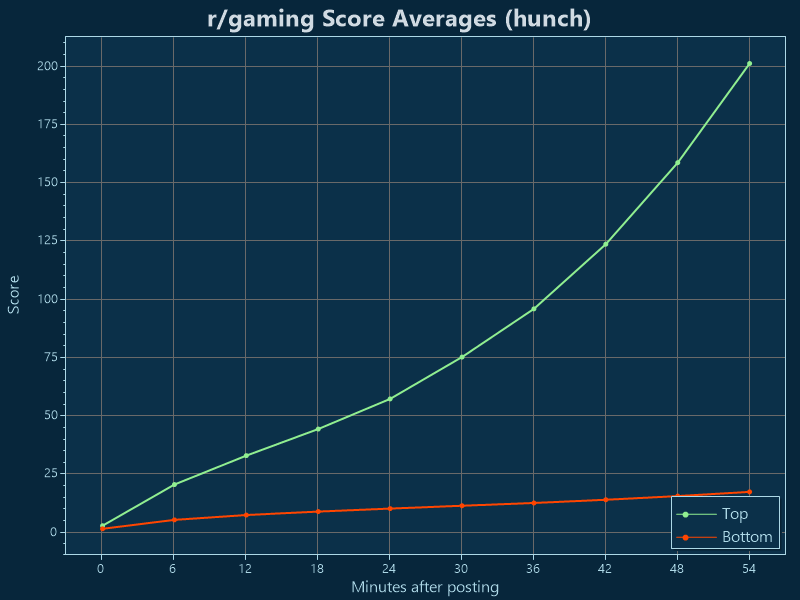 r/gaming Score Averages (hunch)
200
175
150
125
100
75
50
25
0
Score
Top
Bottom
0 6 12 18 24 30 36 42 48 54
Minutes after posting